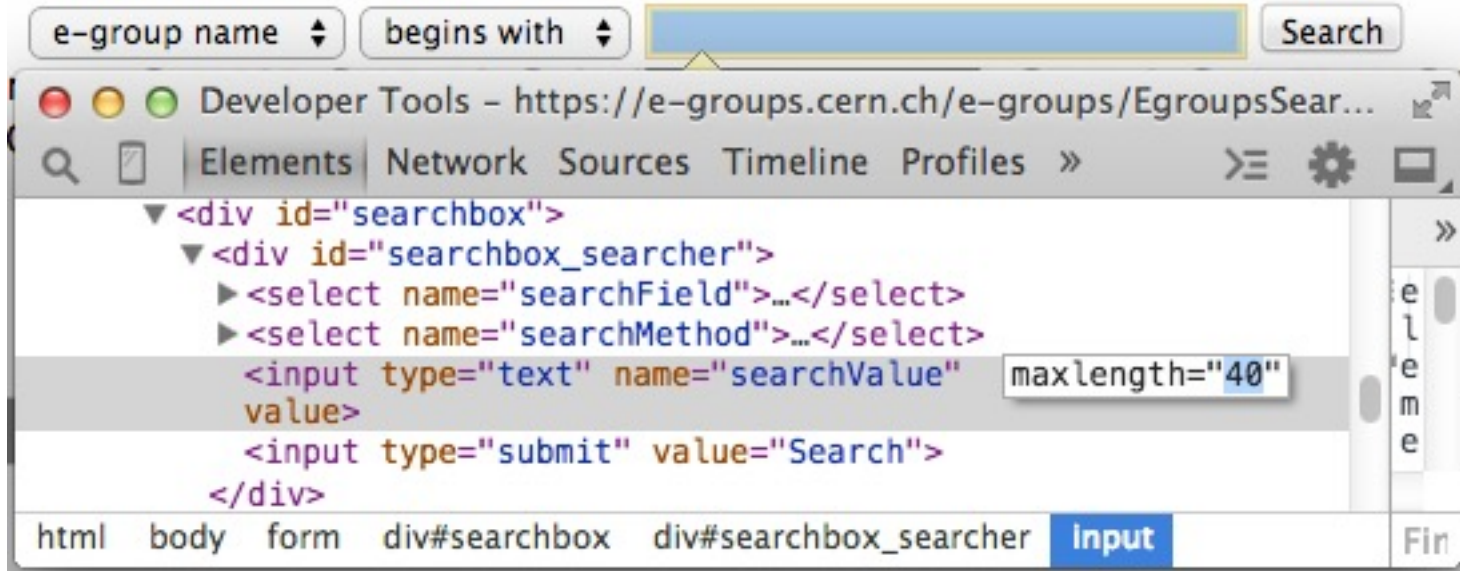 e-group name begins with Search
Developer Tools – https://e-groups.cern.ch/e-groups/EgroupsSear...
Elements Network Sources Timeline Profiles »
▼<div id="searchbox"> »
▼<div id="searchbox_searcher">
▶<select name="searchField">…</select> e
l
▶<select name="searchMethod">…</select>
<input type="text" name="searchValue" maxlength="40" e
value> m
<input type="submit" value="Search"> e
</div>
html body form div#searchbox div#searchbox_searcher input Fin